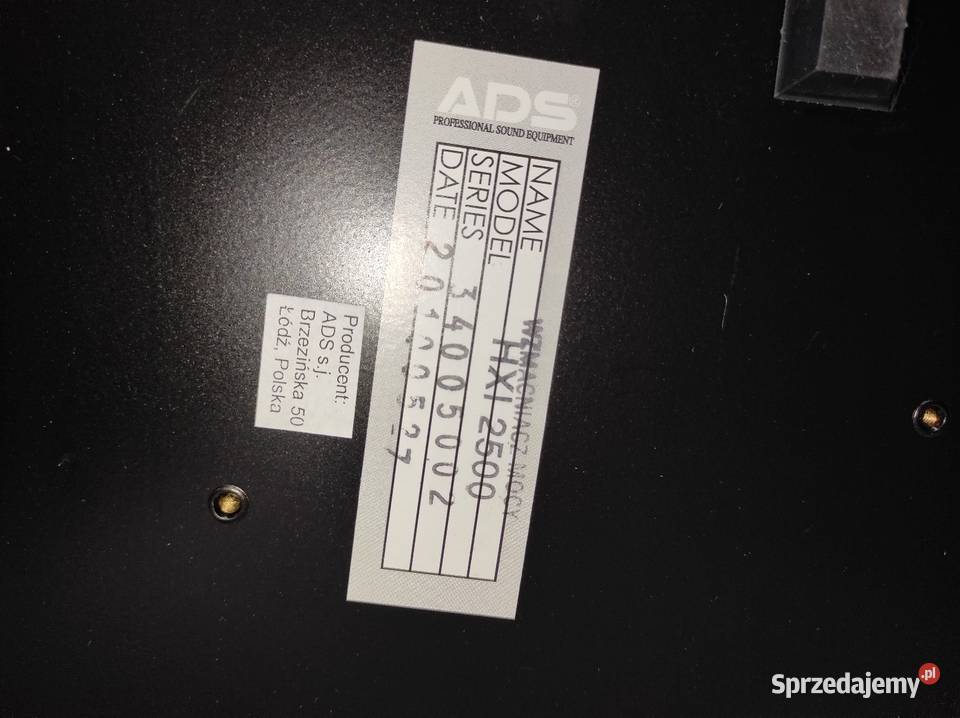 ADS®
PROFESSIONAL SOUND EQUIPMENT
NAME WZMACNIACZ MOCY
MODEL HXI 2500
SERIES 34005002
DATE
Producent:
ADS s.j.
Brzezińska 50
Łódź, Polska
Sprzedajemy.pl